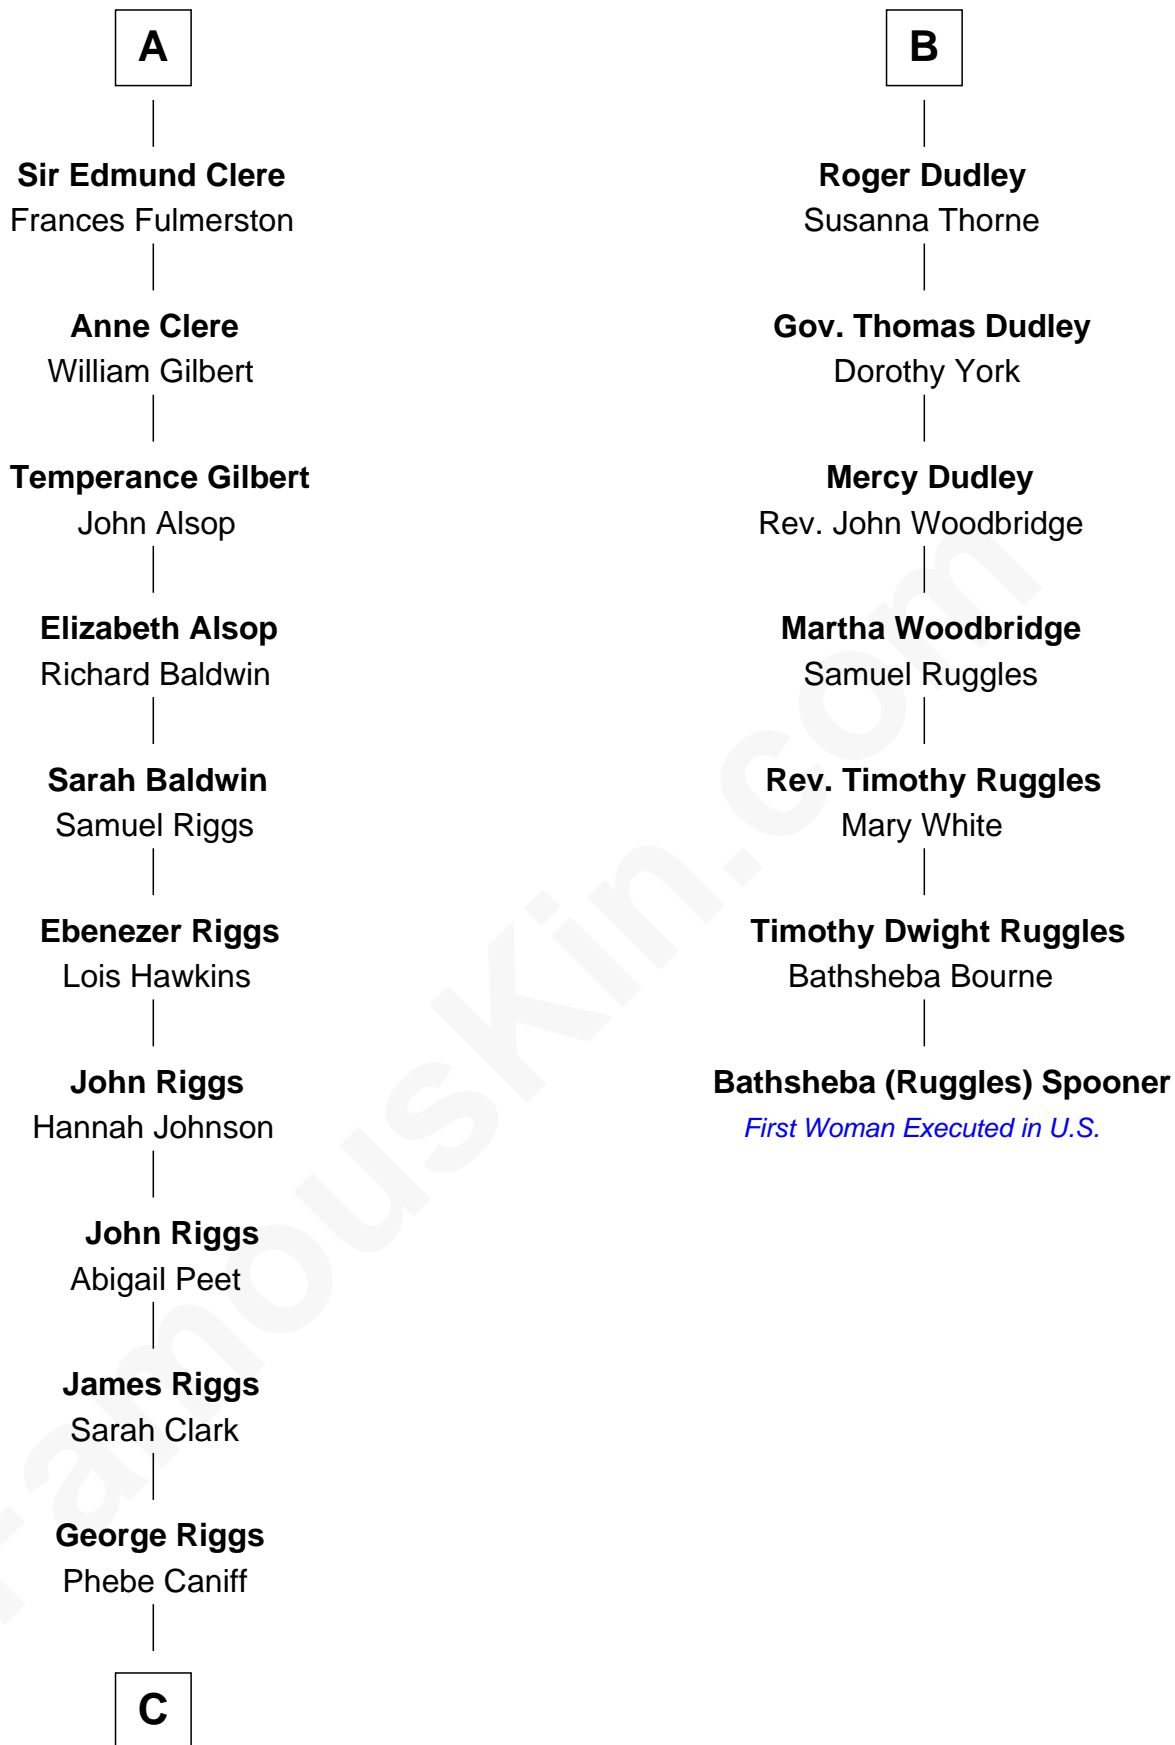 A
Sir Edmund Clere
Frances Fulmerston
Anne Clere
William Gilbert
Temperance Gilbert
John Alsop
Elizabeth Alsop
Richard Baldwin
Sarah Baldwin
Samuel Riggs
Ebenezer Riggs
Lois Hawkins
John Riggs
Hannah Johnson
John Riggs
Abigail Peet
James Riggs
Sarah Clark
George Riggs
Phebe Caniff
C
B
Roger Dudley
Susanna Thorne
Gov. Thomas Dudley
Dorothy York
Mercy Dudley
Rev. John Woodbridge
Martha Woodbridge
Samuel Ruggles
Rev. Timothy Ruggles
Mary White
Timothy Dwight Ruggles
Bathsheba Bourne
Bathsheba (Ruggles) Spooner
First Woman Executed in U.S.
FamousKin.com